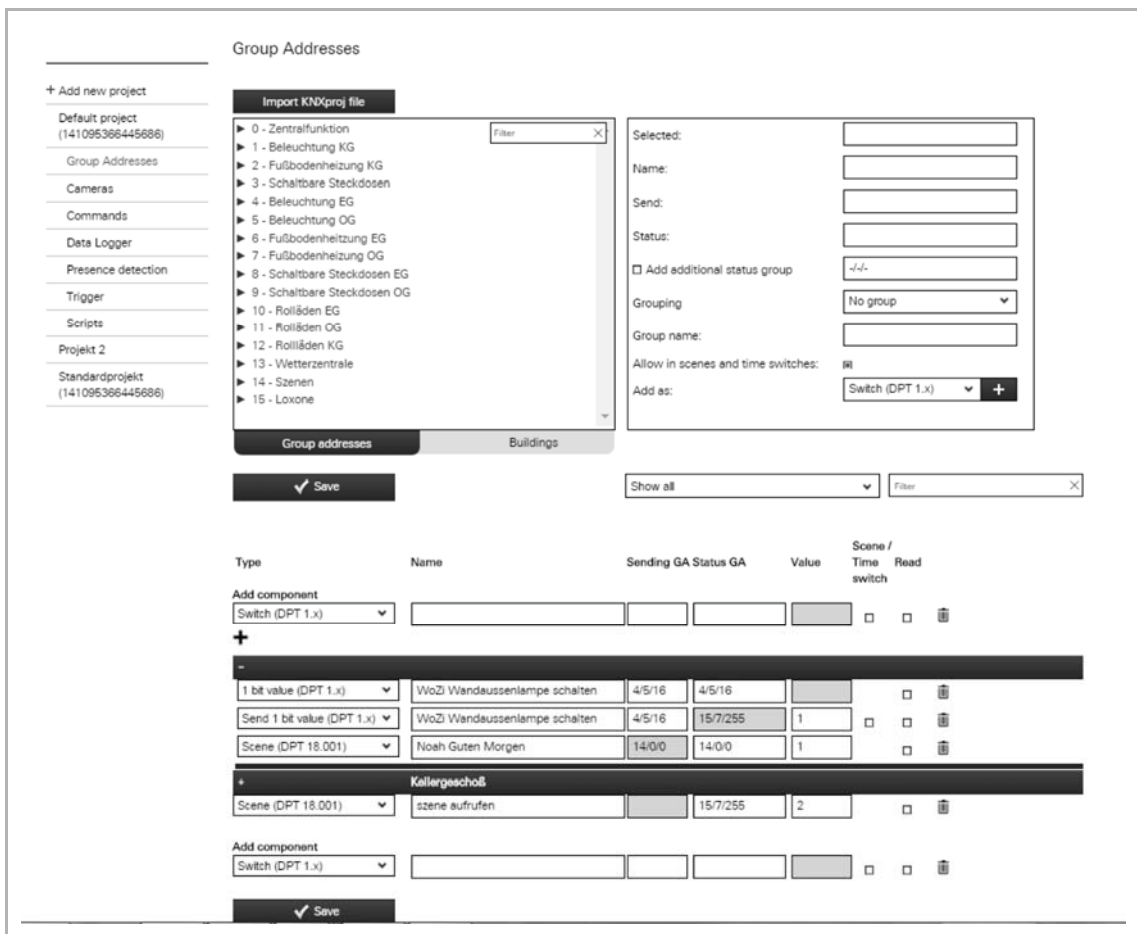 Group Addresses
+ Add new project
Default project
(141095366445686)
Group Addresses
Cameras
Commands
Data Logger
Presence detection
Trigger
Scripts
Projekt 2
Standardprojekt
(141095366445686)
Import KNXproj file
Filter
0 - Zentralfunktion
1 - Beleuchtung KG
2 - Fußbodenheizung KG
3 - Schaltbare Steckdosen
4 - Beleuchtung EG
5 - Beleuchtung OG
6 - Fußbodenheitzung EG
7 - Fußbodenheizung OG
8 - Schaltbare Steckdosen EG
9 - Schaltbare Steckdosen OG
10 - Rolläden EG
11 - Rolläden OG
12 - Rollläden KG
13 - Wetterzentrale
14 - Szenen
15 - Loxone
Group addresses Buildings
Selected:
Name:
Send:
Status:
Add additional status group -/-/-
Grouping No group
Group name:
Allow in scenes and time switches:
Add as: Switch (DPT 1.x) +
Save
Show all
Filter
Type Name Sending GA Status GA Value Scene / Time switch Read
Add component
Switch (DPT 1.x)
+
-
1 bit value (DPT 1.x) WoZi Wandaussenlampe schalten 4/5/16 4/5/16
Send 1 bit value (DPT 1.x) WoZi Wandaussenlampe schalten 4/5/16 15/7/255 1
Scene (DPT 18.001) Noah Guten Morgen 14/0/0 14/0/0 1
+ Kellergeschoß
Scene (DPT 18.001) szene aufrufen 15/7/255 2
Add component
Switch (DPT 1.x)
Save